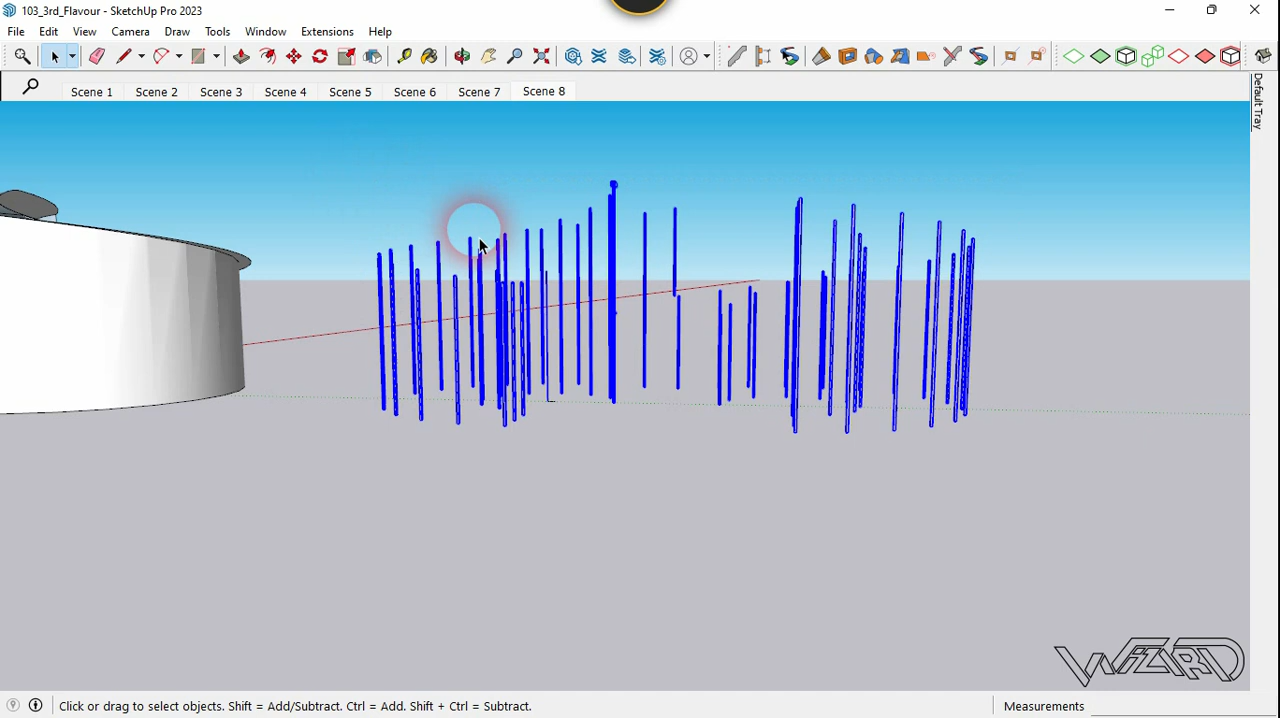 103_3rd_Flavour - SketchUp Pro 2023
File Edit View Camera Draw Tools Window Extensions Help
Scene 1 Scene 2 Scene 3 Scene 4 Scene 5 Scene 6 Scene 7 Scene 8
Default Tray
WIZARD
Click or drag to select objects. Shift = Add/Subtract. Ctrl = Add. Shift + Ctrl = Subtract.
Measurements